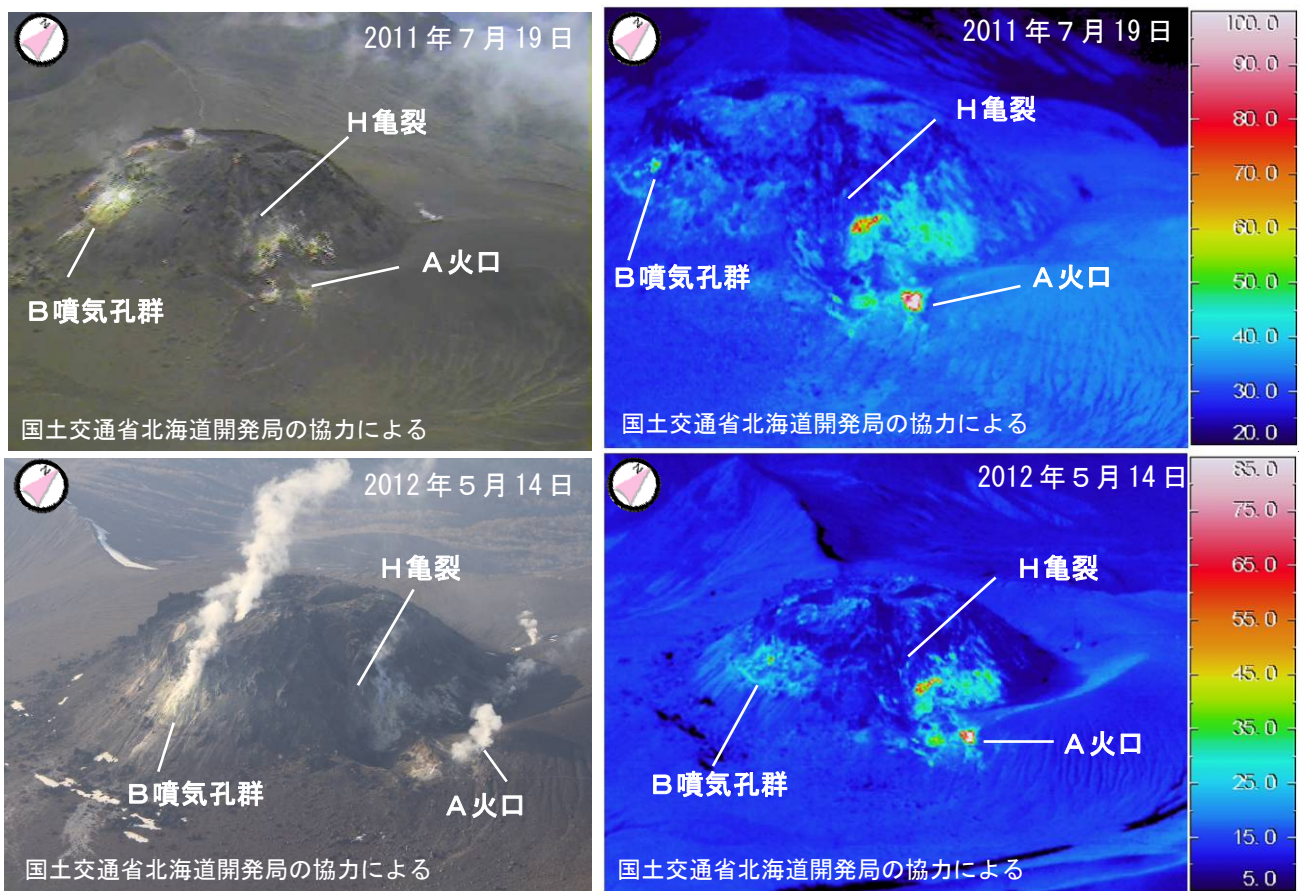 N
2011年7月19日
H亀裂
A火口
B噴気孔群
国土交通省北海道開発局の協力による
N
2011年7月19日
H亀裂
B噴気孔群
A火口
国土交通省北海道開発局の協力による
100.0
90.0
80.0
70.0
60.0
50.0
40.0
30.0
20.0
N
2012年5月14日
H亀裂
B噴気孔群
A火口
国土交通省北海道開発局の協力による
N
2012年5月14日
H亀裂
A火口
B噴気孔群
国土交通省北海道開発局の協力による
85.0
75.0
65.0
55.0
45.0
35.0
25.0
15.0
5.0